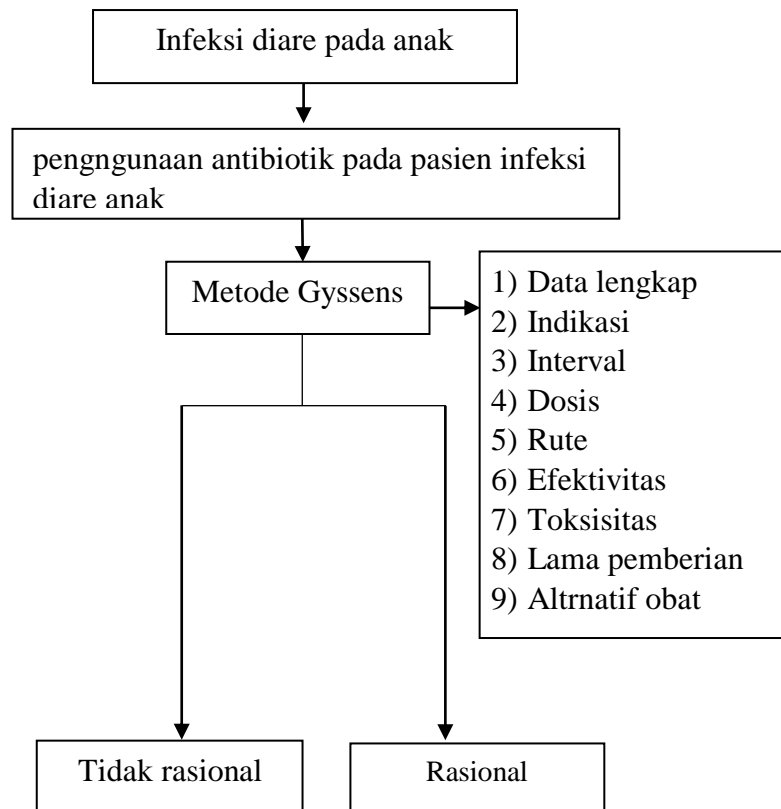 Infeksi diare pada anak
pengngunaan antibiotik pada pasien infeksi
diare anak
Metode Gyssens
1) Data lengkap
2) Indikasi
3) Interval
4) Dosis
5) Rute
6) Efektivitas
7) Toksisitas
8) Lama pemberian
9) Altrnatif obat
Tidak rasional
Rasional